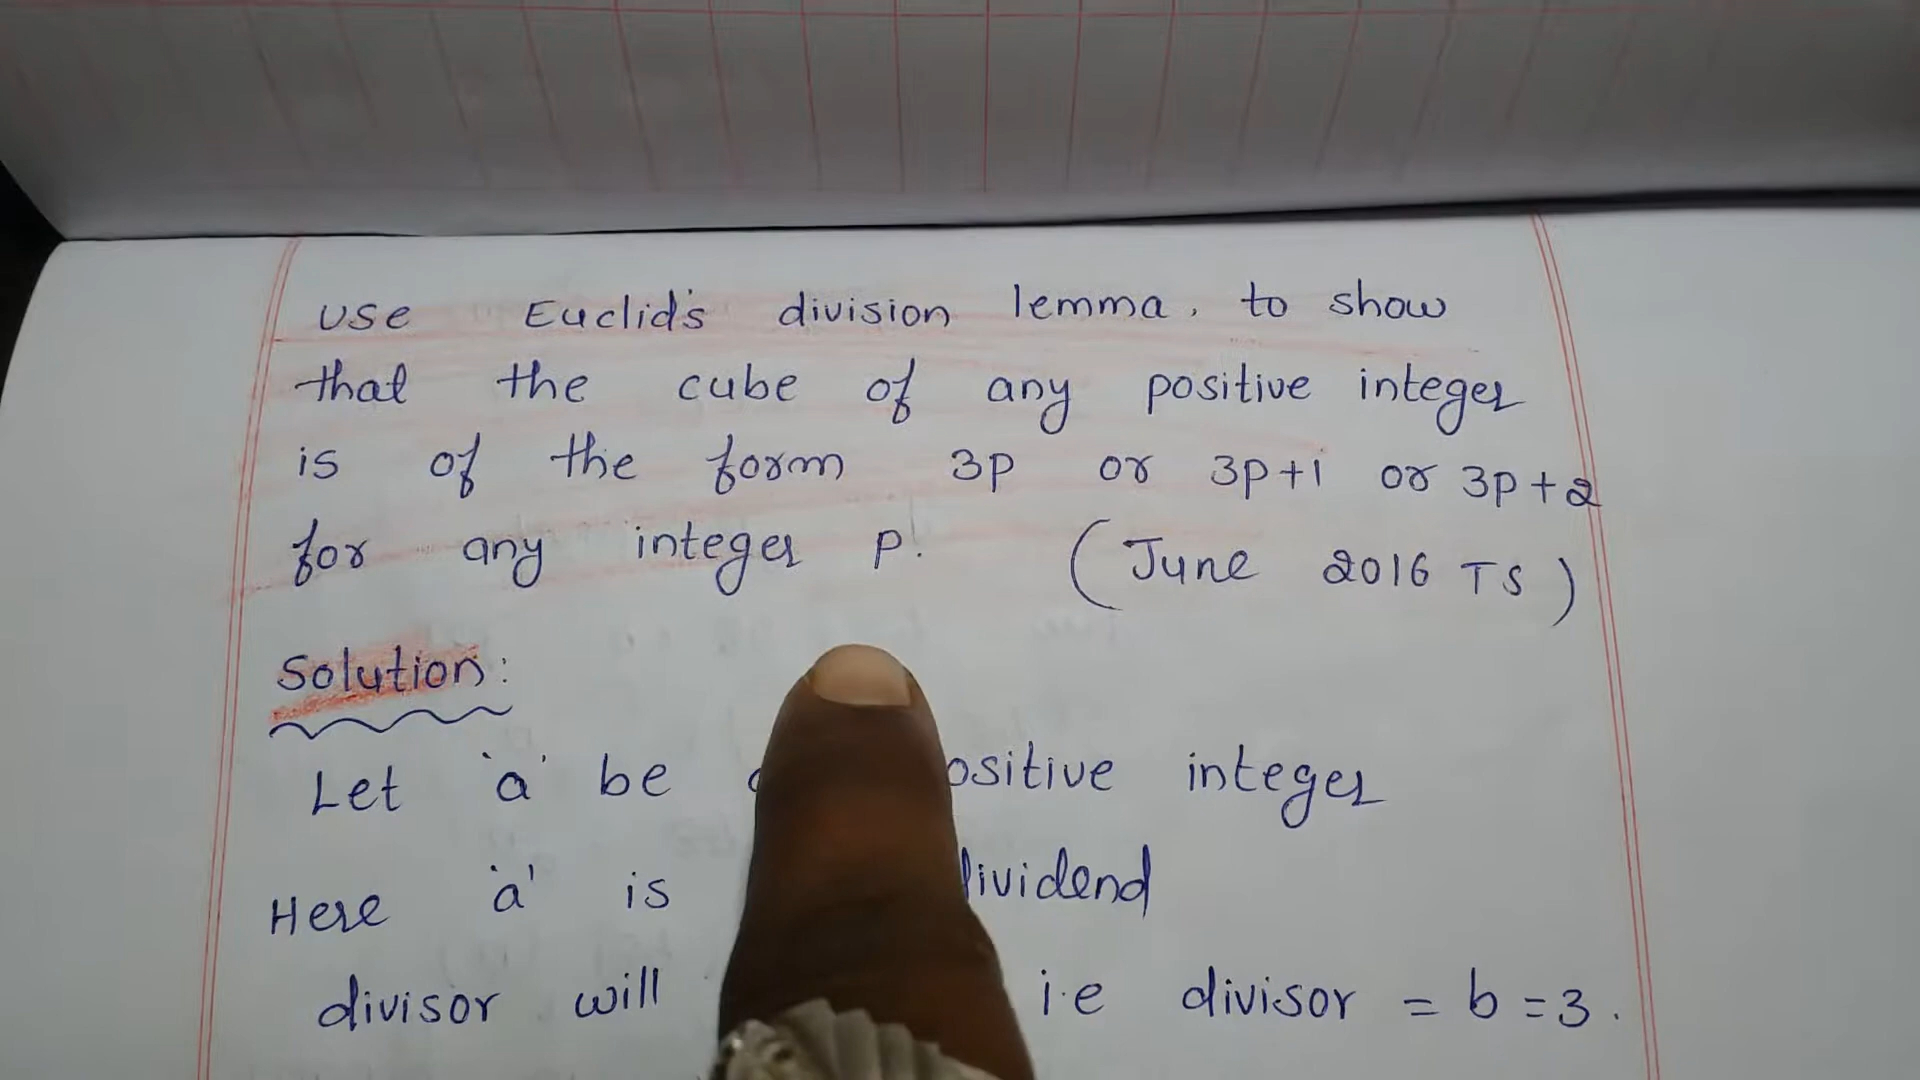 USE Euclid's division lemma, to show
that the cube of any positive integer
is of the form 3p or 3p+1 or 3p+2
for any integer p. (June 2016 TS)
Solution:
Let 'a' be integer
Here 'a' is
divisor will i.e divisor = b = 3.